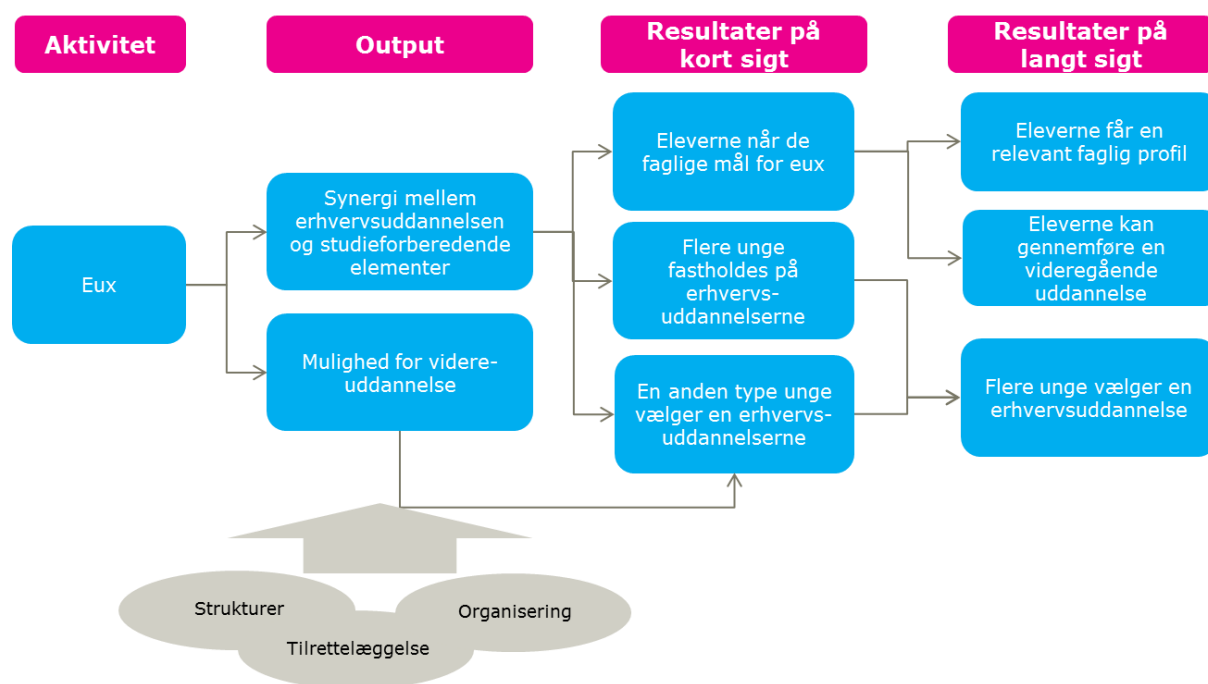 Aktivitet
Output
Resultater på
kort sigt
Resultater på
langt sigt
Eux
Synergi mellem
erhvervsuddannelsen
og studieforberedende
elementer
Mulighed for videre-
uddannelse
Eleverne når de
faglige mål for eux
Flere unge
fastholdes på
erhvervs-
uddannelserne
En anden type unge
vælger en erhvervs-
uddannelserne
Eleverne får en
relevant faglig profil
Eleverne kan
gennemføre en
videregående
uddannelse
Flere unge vælger en
erhvervsuddannelse
Strukturer
Tilrettelæggelse
Organisering